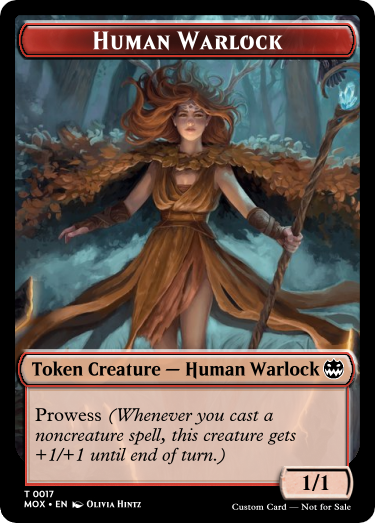 Human Warlock
Token Creature — Human Warlock
Prowess (Whenever you cast a
noncreature spell, this creature gets
+1/+1 until end of turn.)
1/1
T 0017
MOX • EN Olivia Hintz
Custom Card — Not for Sale